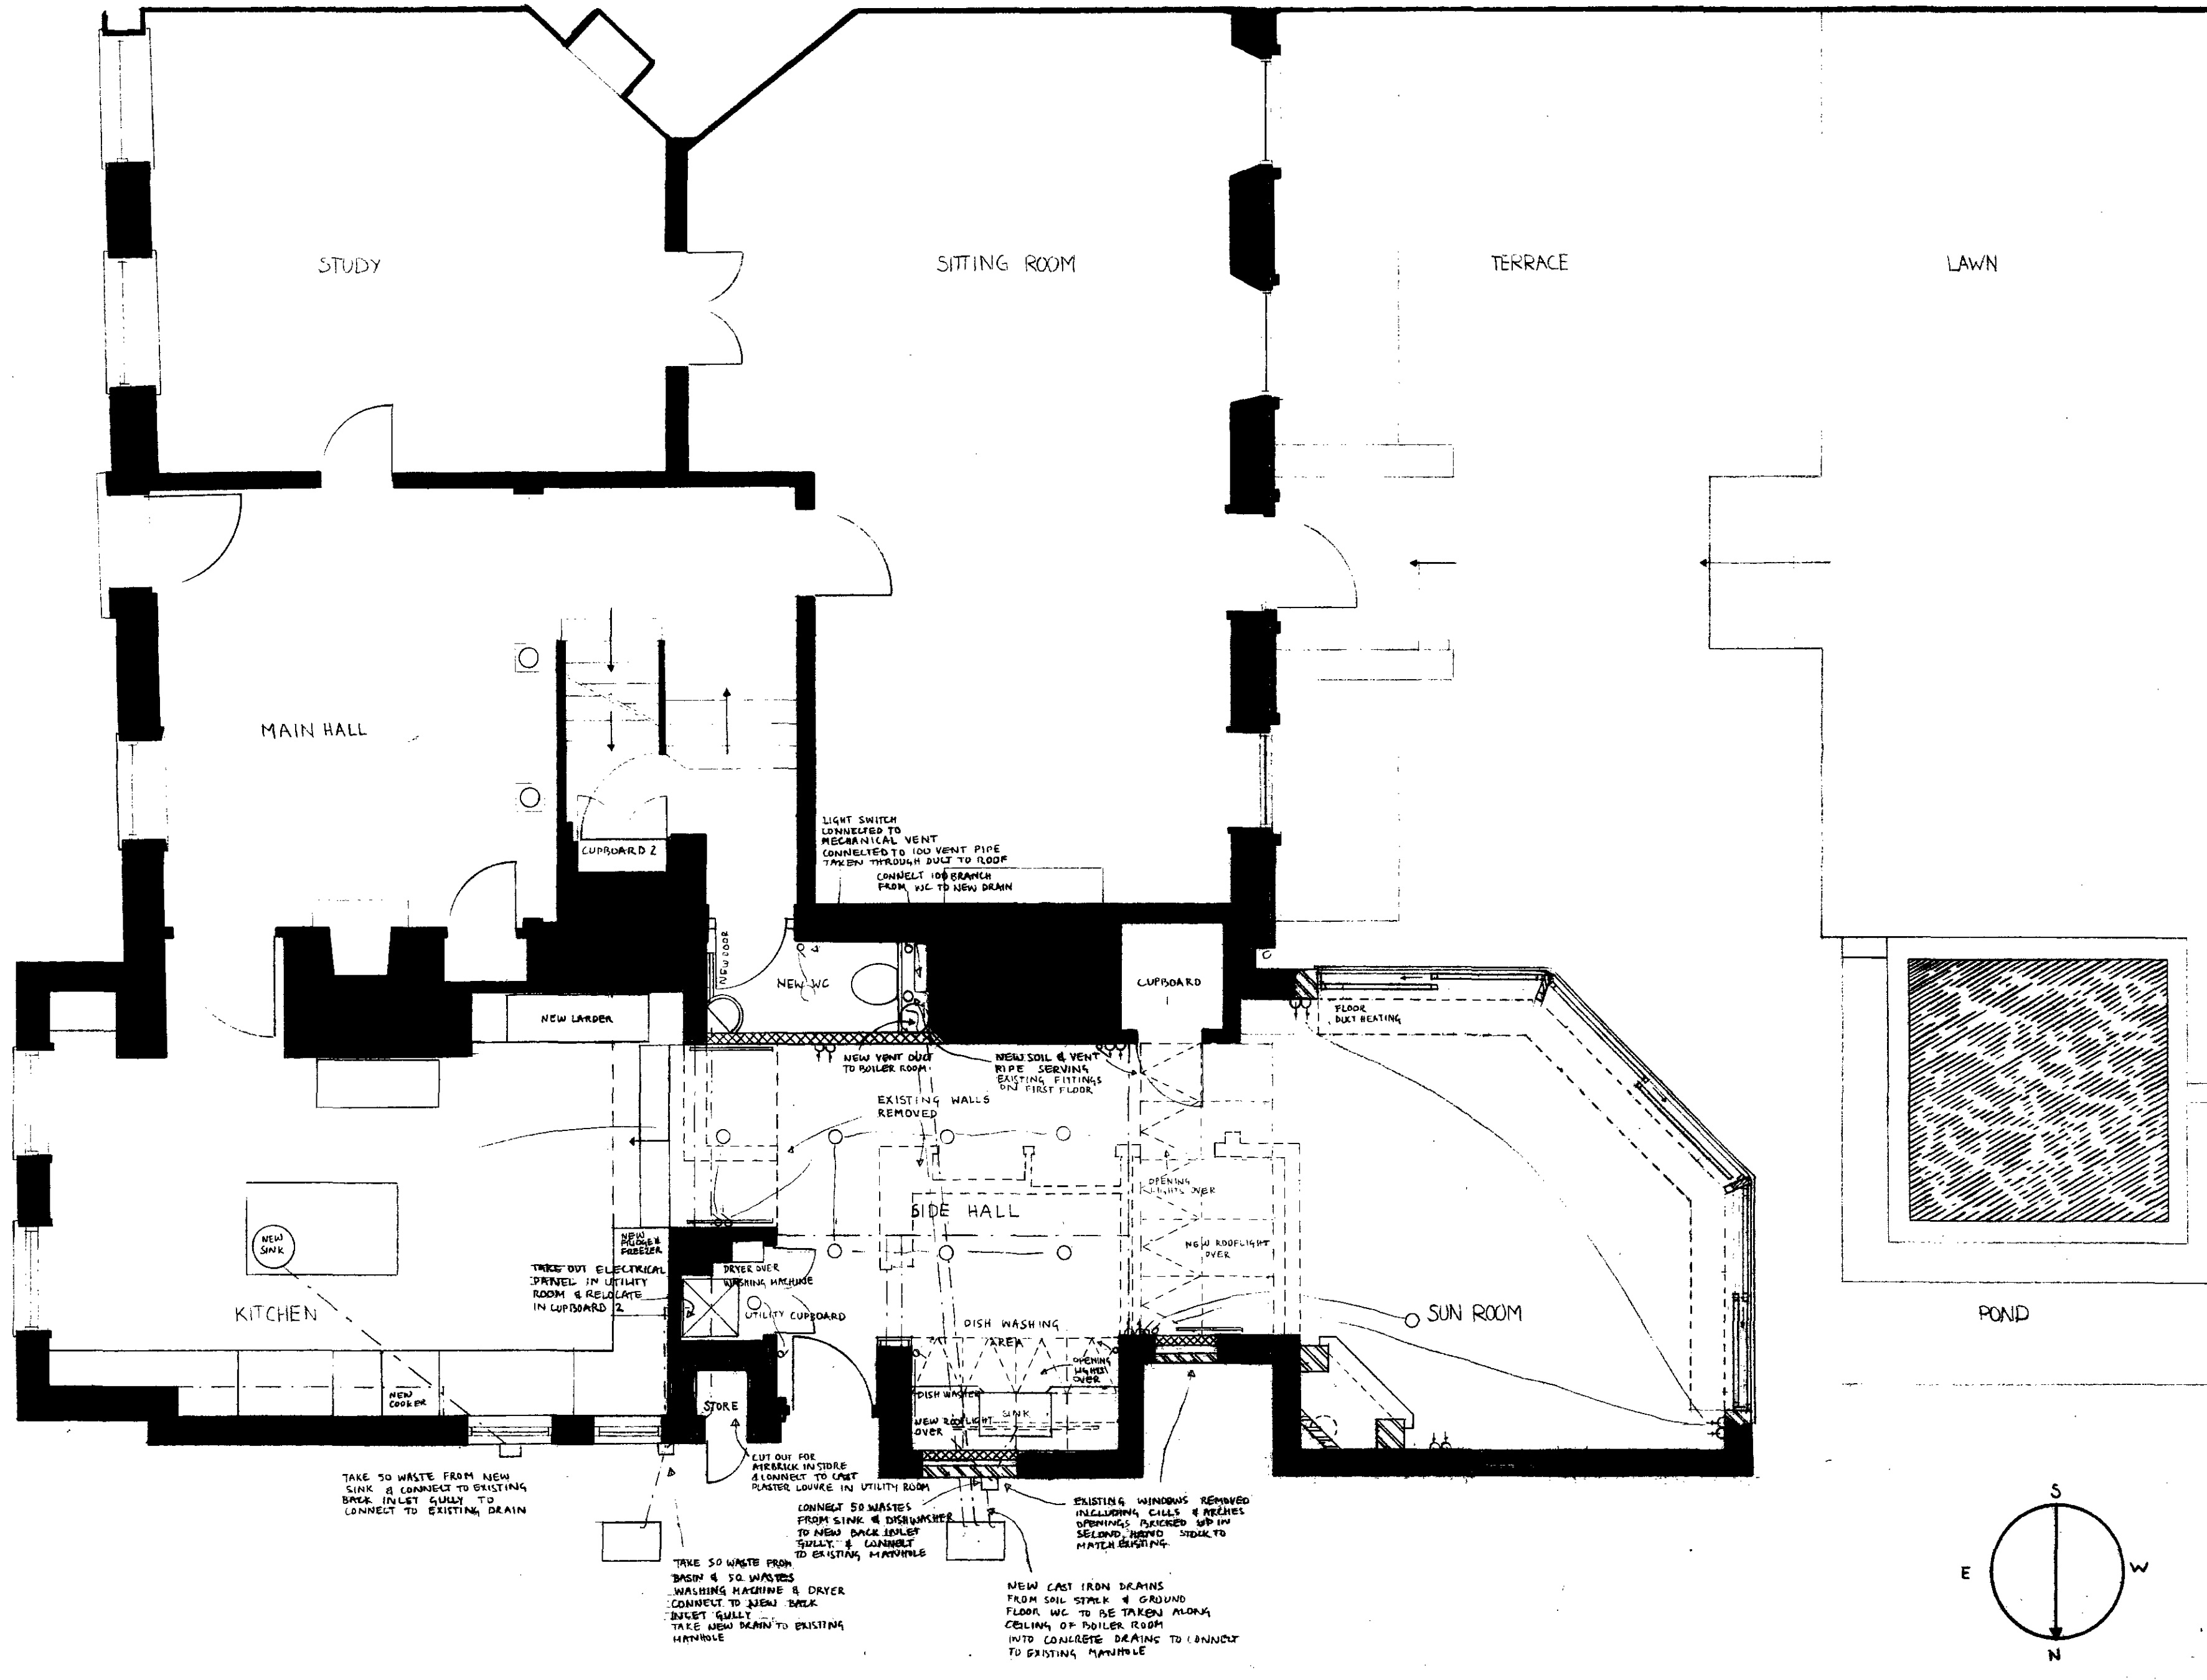 STUDY
SITTING ROOM
TERRACE
LAWN
MAIN HALL
CUPBOARD 2
LIGHT SWITCH
CONNECTED TO
MECHANICAL VENT
CONNECTED TO 100 VENT PIPE
TAKEN THROUGH DUCT TO ROOF
CONNECT 100 BRANCH
FROM WC TO NEW DRAIN
NEW DOOR
NEW WC
CUPBOARD
1
NEW LARDER
FLOOR
DUCT HEATING
NEW VENT DUCT
TO BOILER ROOM
NEW SOIL & VENT
PIPE SERVING
EXISTING FITTINGS
ON FIRST FLOOR
EXISTING WALLS
REMOVED
OPENING
LIGHTS OVER
SIDE HALL
NEW ROOFLIGHT
OVER
NEW
SINK
NEW
FRIDGE &
FREEZER
TAKE OUT ELECTRICAL
PANEL IN UTILITY
ROOM & RELOCATE
IN CUPBOARD 2
DRYER OVER
WASHING MACHINE
UTILITY CUPBOARD
KITCHEN
DISH WASHING
AREA
SUN ROOM
POND
OPENING
LIGHTS
OVER
NEW
COOKER
STORE
DISH WASHER
SINK
NEW ROOFLIGHT
OVER
CUT OUT FOR
AIRBRICK IN STORE
& CONNECT TO CAST
PLASTER LOUVRE IN UTILITY ROOM
TAKE 50 WASTE FROM NEW
SINK & CONNECT TO EXISTING
BACK INLET GULLY TO
CONNECT TO EXISTING DRAIN
CONNECT 50 WASTES
FROM SINK & DISHWASHER
TO NEW BACK INLET
GULLY & CONNECT
TO EXISTING MANHOLE
EXISTING WINDOWS REMOVED
INCLUDING CILLS & ARCHES
OPENINGS BRICKED UP IN
SECOND HAND STOCK TO
MATCH EXISTING
TAKE 50 WASTE FROM
BASIN & 50 WASTES
WASHING MACHINE & DRYER
CONNECT TO NEW BACK
INLET GULLY
TAKE NEW DRAIN TO EXISTING
MANHOLE
NEW CAST IRON DRAINS
FROM SOIL STACK & GROUND
FLOOR WC TO BE TAKEN ALONG
CEILING OF BOILER ROOM
INTO CONCRETE DRAINS TO CONNECT
TO EXISTING MANHOLE
S
E
W
N